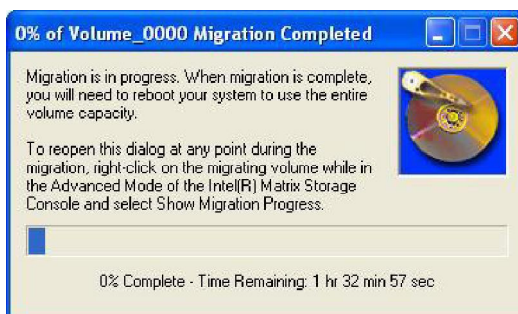 0% of Volume_0000 Migration Completed
Migration is in progress. When migration is complete,
you will need to reboot your system to use the entire
volume capacity.
To reopen this dialog at any point during the
migration, right-click on the migrating volume while in
the Advanced Mode of the Intel(R) Matrix Storage
Console and select Show Migration Progress.
0% Complete - Time Remaining: 1 hr 32 min 57 sec